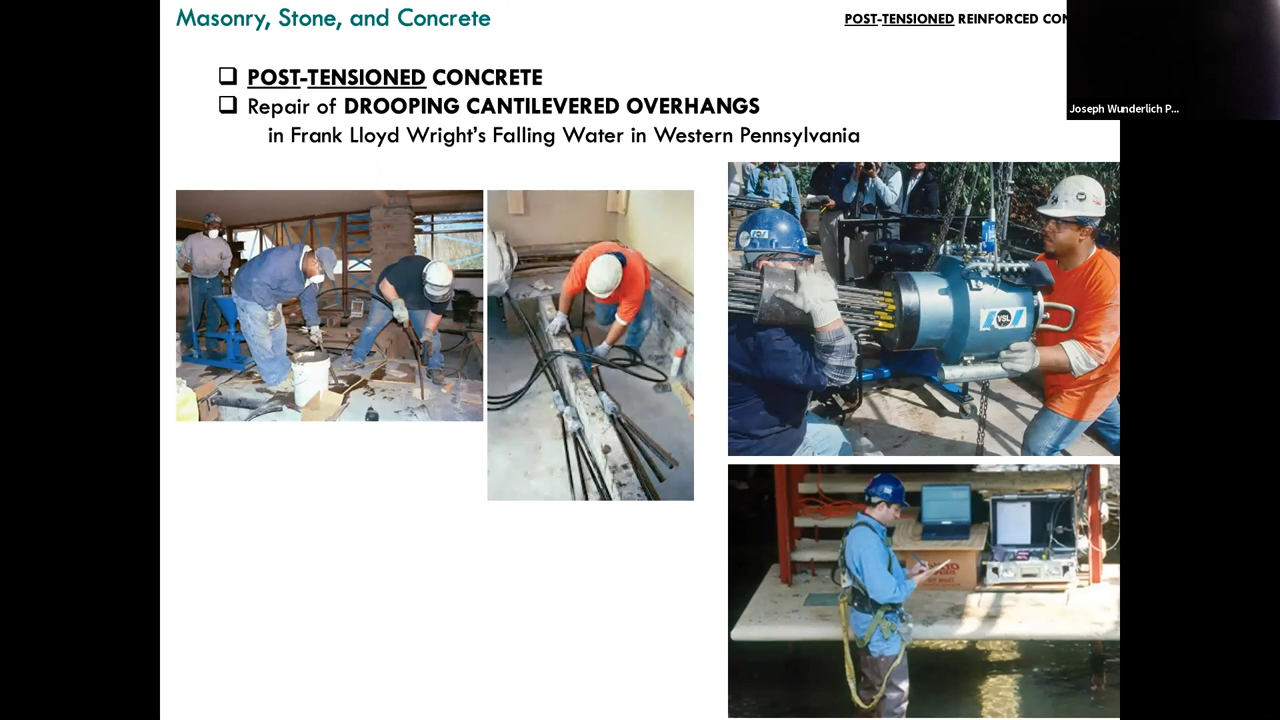 Masonry, Stone, and Concrete
POST-TENSIONED REINFORCED CON
POST-TENSIONED CONCRETE
Repair of DROOPING CANTILEVERED OVERHANGS
in Frank Lloyd Wright's Falling Water in Western Pennsylvania
Joseph Wunderlich P...
VSL